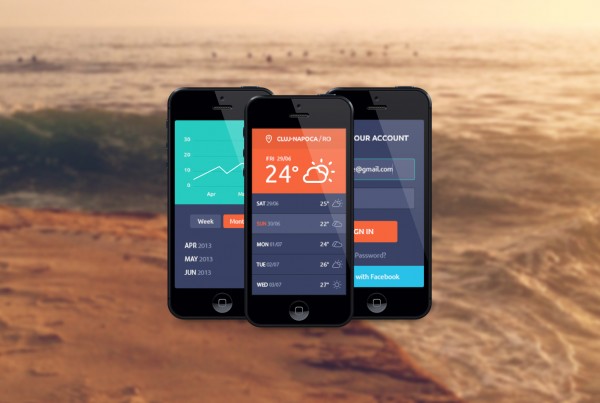 30
20
10
Apr
Week
APR 2013
MAY 2013
JUN 2013
CLUJ-NAPOCA / RO
FRI 29/06
24°
SAT 29/06 25°
SUN 30/06 22°
MON 01/07 24°
TUE 02/07 26°
WED 03/07 27°
OUR ACCOUNT
e@gmail.com
GN IN
Password?
with Facebook